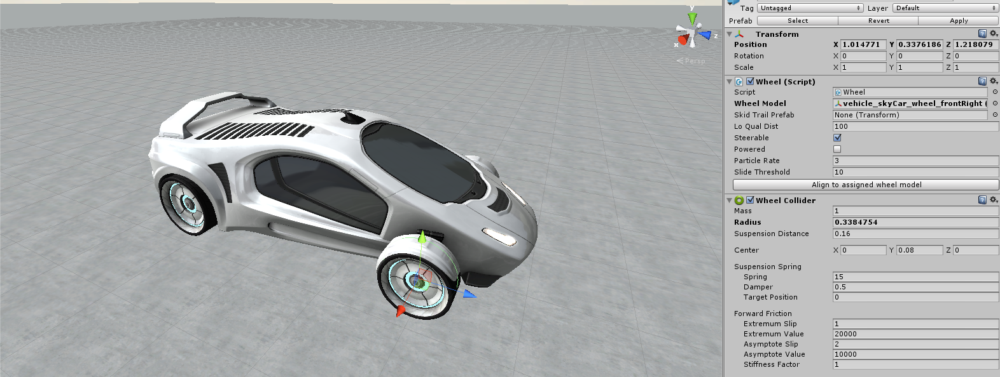 y
x
z
Persp
Tag Untagged Layer Default
Prefab Select Revert Apply
Transform
Position X 1.014771 Y 0.3376186 Z 1.218079
Rotation X 0 Y 0 Z 0
Scale X 1 Y 1 Z 1
Wheel (Script)
Script Wheel
Wheel Model vehicle_skyCar_wheel_frontRight (
Skid Trail Prefab None (Transform)
Lo Qual Dist 100
Steerable
Powered
Particle Rate 3
Slide Threshold 10
Align to assigned wheel model
Wheel Collider
Mass 1
Radius 0.3384754
Suspension Distance 0.16
Center X 0 Y 0.08 Z 0
Suspension Spring
Spring 15
Damper 0.5
Target Position 0
Forward Friction
Extremum Slip 1
Extremum Value 20000
Asymptote Slip 2
Asymptote Value 10000
Stiffness Factor 1